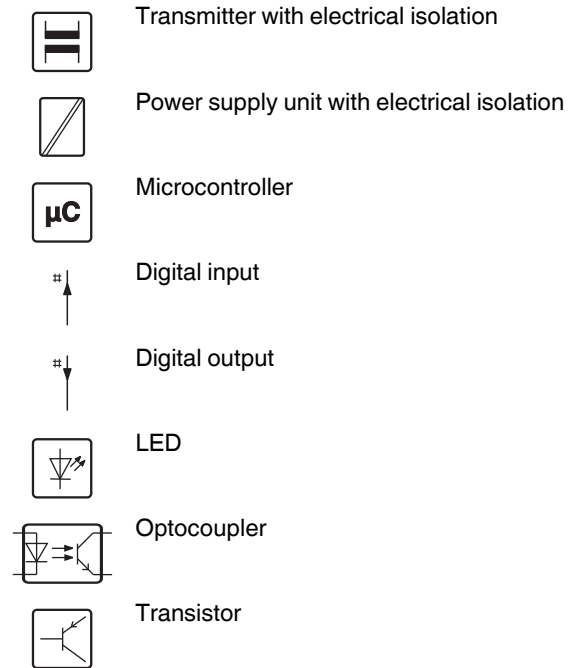 Transmitter with electrical isolation
Power supply unit with electrical isolation
µC
Microcontroller
#
Digital input
#
Digital output
LED
Optocoupler
Transistor